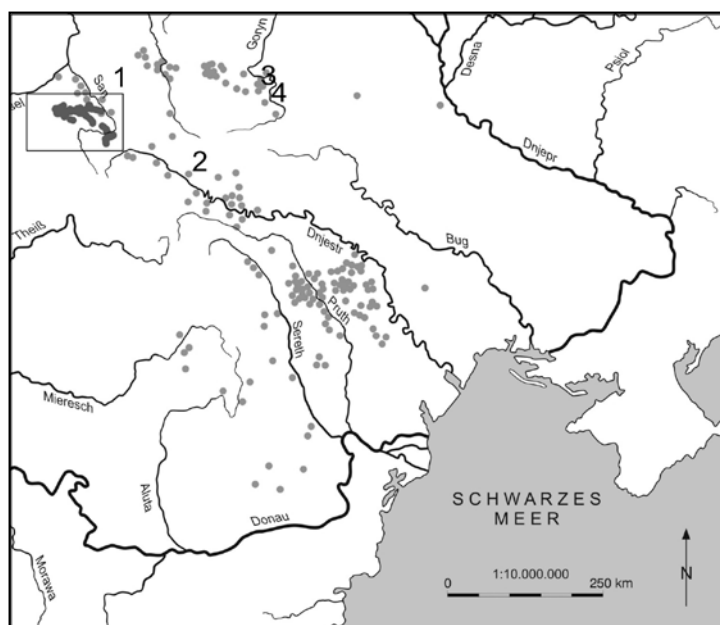 Goryn
Desna
Psiol
1
3
San
4
sel
Dnjepr
2
Theiß
Dnjestr
Bug
Pruth
Sereth
Mieresch
Aluta
Donau
SCHWARZES
MEER
Morawa
1:10.000.000
0 250 km
N